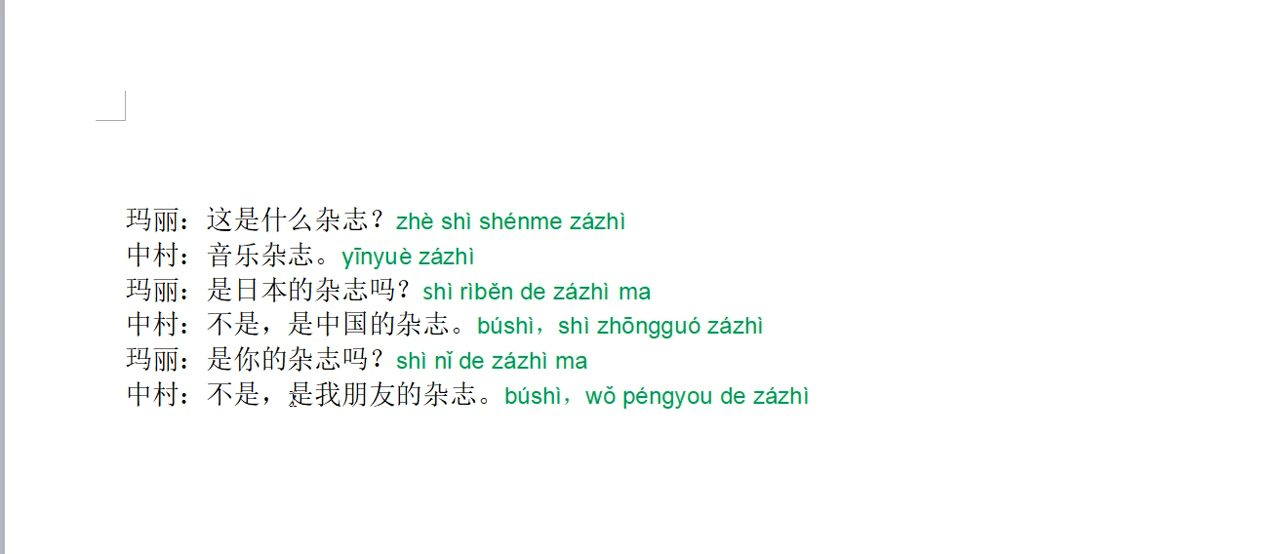 玛丽：这是什么杂志？zhè shì shénme zázhì
中村：音乐杂志。yīnyuè zázhì
玛丽：是日本的杂志吗？shì rìběn de zázhì ma
中村：不是，是中国的杂志。búshì，shì zhōngguó zázhì
玛丽：是你的杂志吗？shì nǐ de zázhì ma
中村：不是，是我朋友的杂志。búshì，wǒ péngyou de zázhì